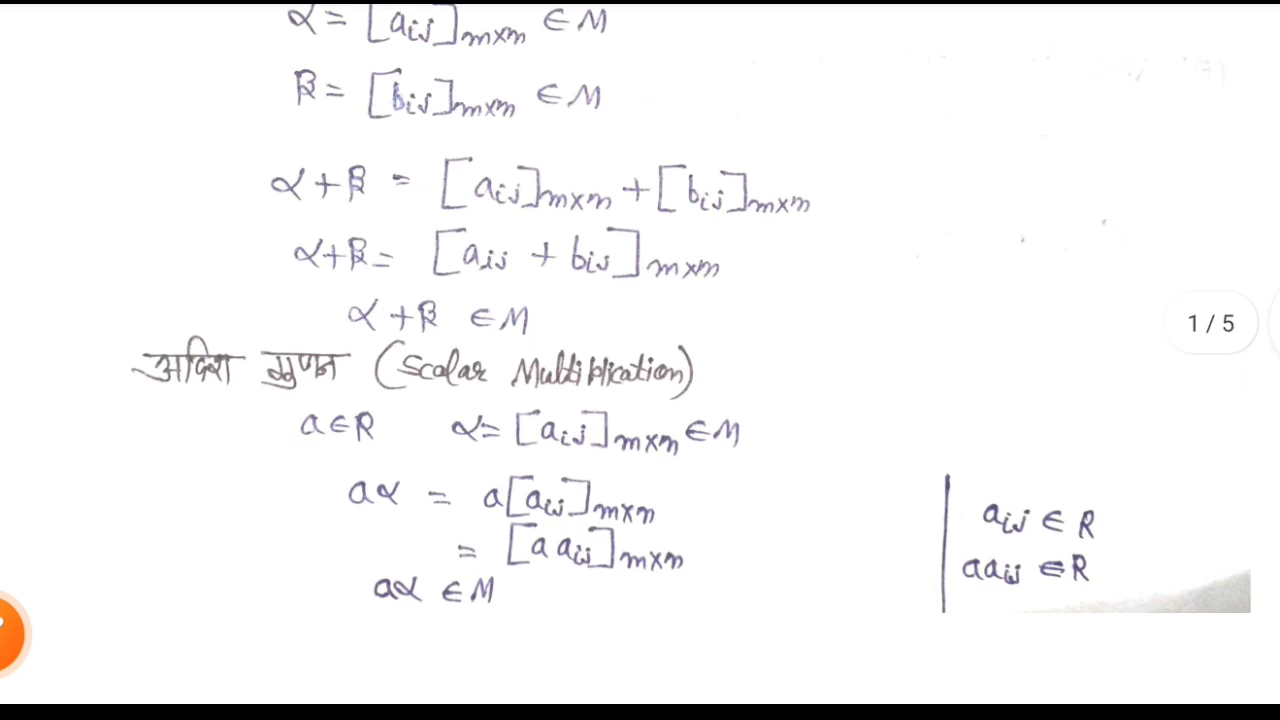 α = [aij]m×n ∈ M
β = [bij]m×n ∈ M
α + β = [aij]m×n + [bij]m×n
α + β = [aij + bij]m×n
α + β ∈ M
1 / 5
अदिश गुणन (Scalar Multiplication)
a ∈ R α = [aij]m×n ∈ M
aα = a[aij]m×n
= [a aij]m×n
aα ∈ M
aij ∈ R
aaij ∈ R